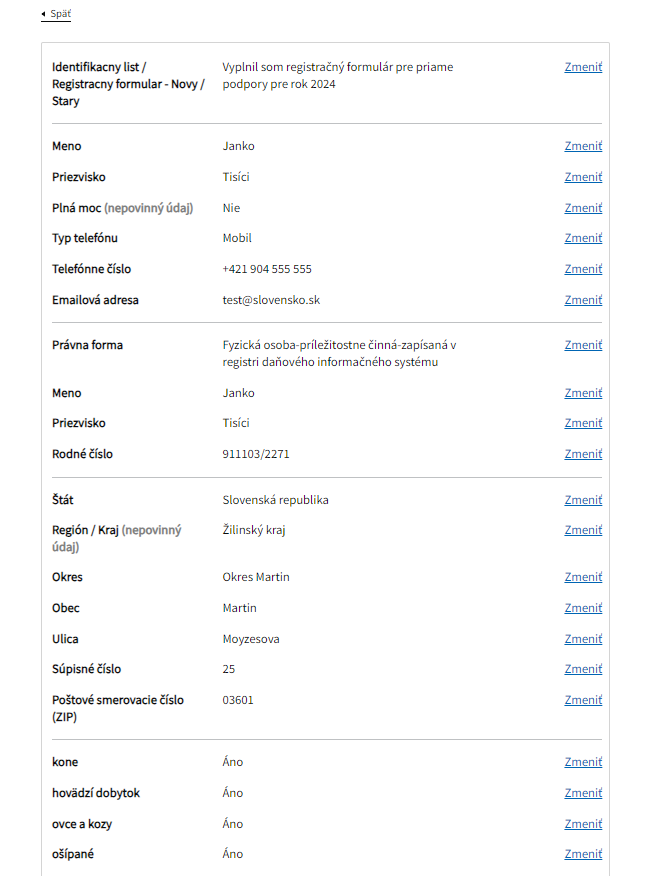 Späť
Identifikacny list / Vyplnil som registračný formulár pre priame Zmeniť
Registracny formular - Novy / podpory pre rok 2024
Stary
Meno Janko Zmeniť
Priezvisko Tisíci Zmeniť
Plná moc (nepovinný údaj) Nie Zmeniť
Typ telefónu Mobil Zmeniť
Telefónne číslo +421 904 555 555 Zmeniť
Emailová adresa test@slovensko.sk Zmeniť
Právna forma Fyzická osoba-príležitostne činná-zapísaná v Zmeniť
registri daňového informačného systému
Meno Janko Zmeniť
Priezvisko Tisíci Zmeniť
Rodné číslo 911103/2271 Zmeniť
Štát Slovenská republika Zmeniť
Región / Kraj (nepovinný Žilinský kraj Zmeniť
údaj)
Okres Okres Martin Zmeniť
Obec Martin Zmeniť
Ulica Moyzesova Zmeniť
Súpisné číslo 25 Zmeniť
Poštové smerovacie číslo 03601 Zmeniť
(ZIP)
kone Áno Zmeniť
hovädzí dobytok Áno Zmeniť
ovce a kozy Áno Zmeniť
ošípané Áno Zmeniť